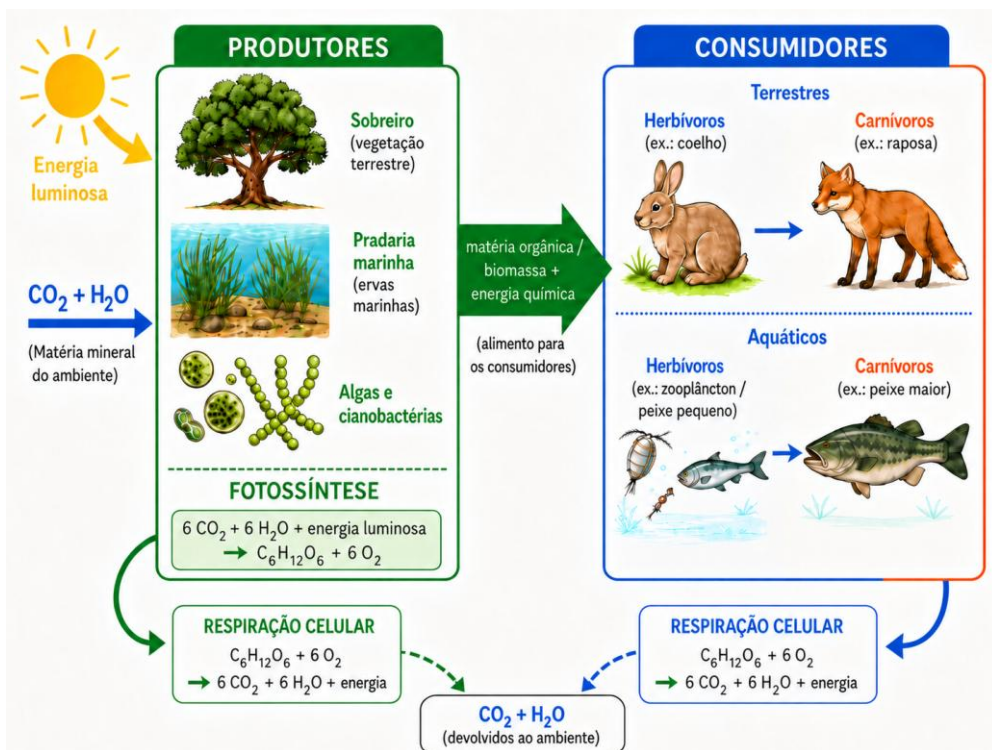 PRODUTORES
Energia
luminosa
CO₂ + H₂O
(Matéria mineral
do ambiente)
Sobreiro
(vegetação
terrestre)
Pradaria
marinha
(ervas
marinhas)
Algas e
cianobactérias
FOTOSSÍNTESE
6 CO₂ + 6 H₂O + energia luminosa
→ C₆H₁₂O₆ + 6 O₂
matéria orgânica /
biomassa +
energia química
(alimento para
os consumidores)
CONSUMIDORES
Terrestres
Herbívoros
(ex.: coelho)
Carnívoros
(ex.: raposa)
Aquáticos
Herbívoros
(ex.: zooplâncton /
peixe pequeno)
Carnívoros
(ex.: peixe maior)
RESPIRAÇÃO CELULAR
C₆H₁₂O₆ + 6 O₂
→ 6 CO₂ + 6 H₂O + energia
RESPIRAÇÃO CELULAR
C₆H₁₂O₆ + 6 O₂
→ 6 CO₂ + 6 H₂O + energia
CO₂ + H₂O
(devolvidos ao ambiente)